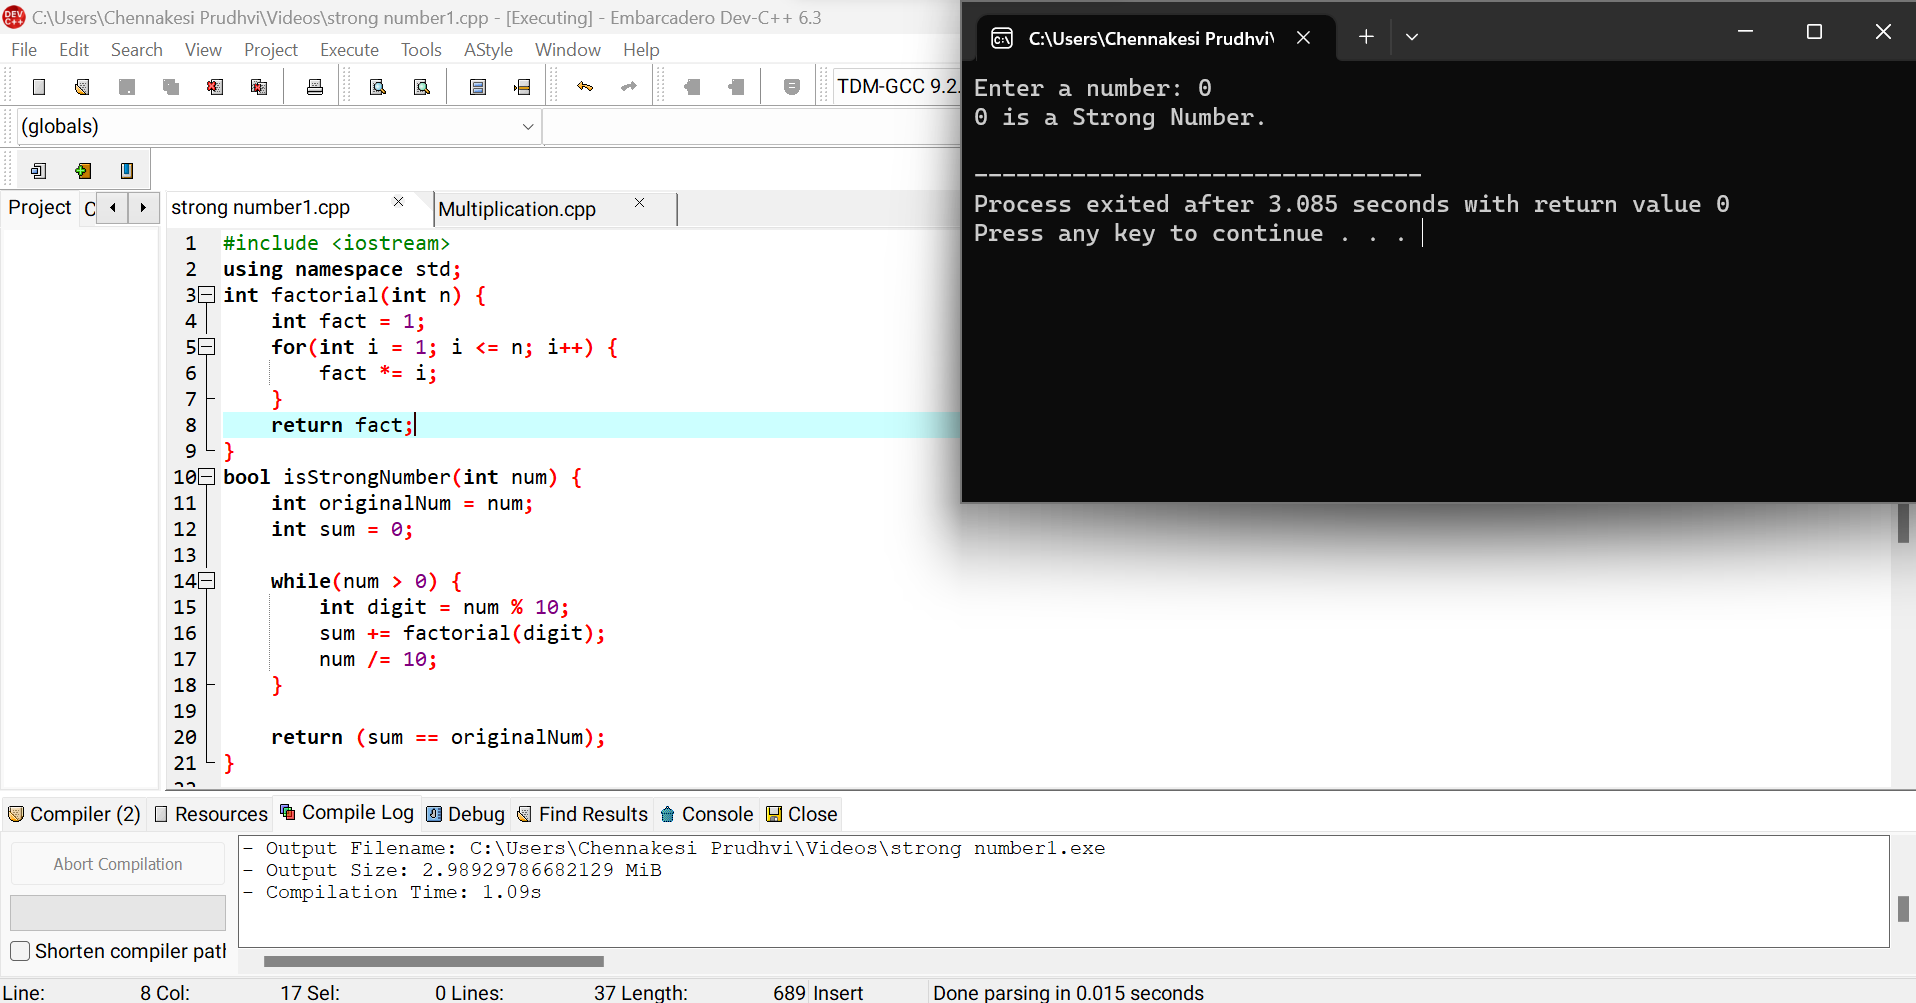 C:\Users\Chennakesi Prudhvi\Videos\strong number1.cpp - [Executing] - Embarcadero Dev-C++ 6.3
File Edit Search View Project Execute Tools AStyle Window Help
TDM-GCC 9.2.
(globals)
Project C
strong number1.cpp
Multiplication.cpp
1 #include <iostream>
2 using namespace std;
3 int factorial(int n) {
4     int fact = 1;
5     for(int i = 1; i <= n; i++) {
6         fact *= i;
7     }
8     return fact;
9 }
10 bool isStrongNumber(int num) {
11     int originalNum = num;
12     int sum = 0;
13
14     while(num > 0) {
15         int digit = num % 10;
16         sum += factorial(digit);
17         num /= 10;
18     }
19
20     return (sum == originalNum);
21 }
C:\Users\Chennakesi Prudhvi\
Enter a number: 0
0 is a Strong Number.
--------------------------------
Process exited after 3.085 seconds with return value 0
Press any key to continue . . .
Compiler (2) Resources Compile Log Debug Find Results Console Close
Abort Compilation
Shorten compiler path
- Output Filename: C:\Users\Chennakesi Prudhvi\Videos\strong number1.exe
- Output Size: 2.98929786682129 MiB
- Compilation Time: 1.09s
Line: 8 Col: 17 Sel: 0 Lines: 37 Length: 689 Insert Done parsing in 0.015 seconds